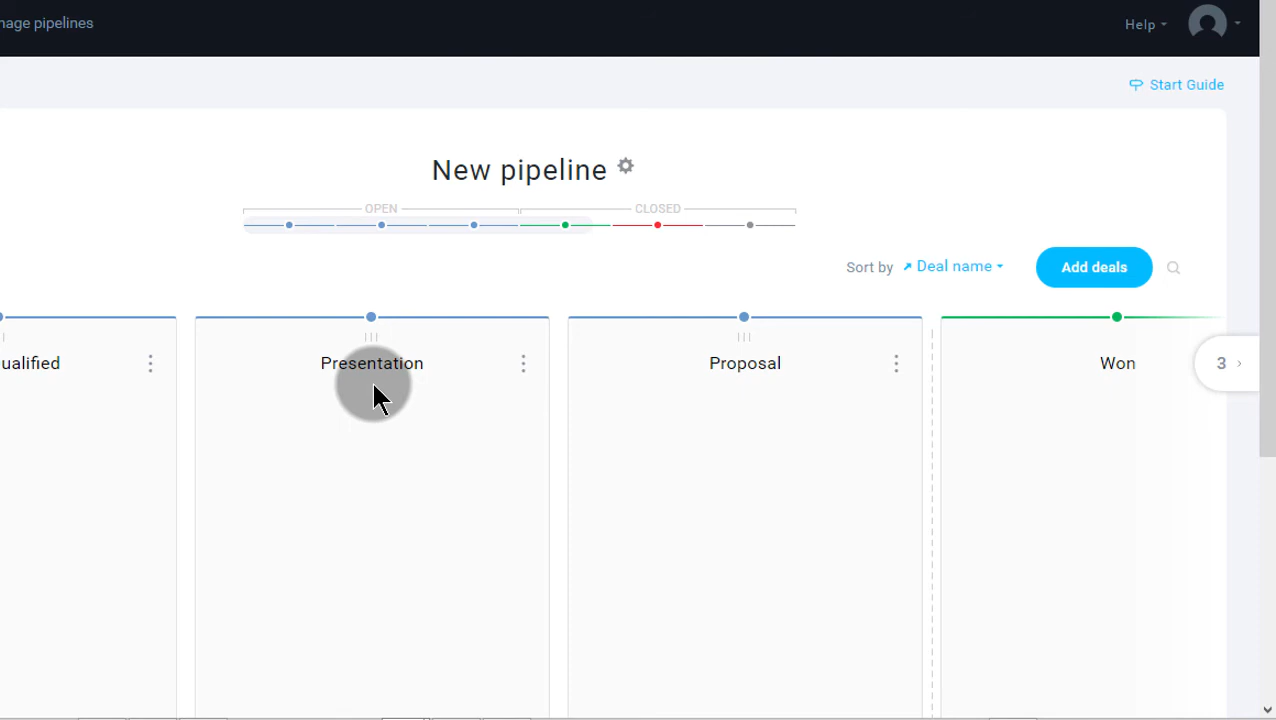 nage pipelines
Help
Start Guide
New pipeline
OPEN CLOSED
Sort by Deal name Add deals
ualified Presentation Proposal Won 3